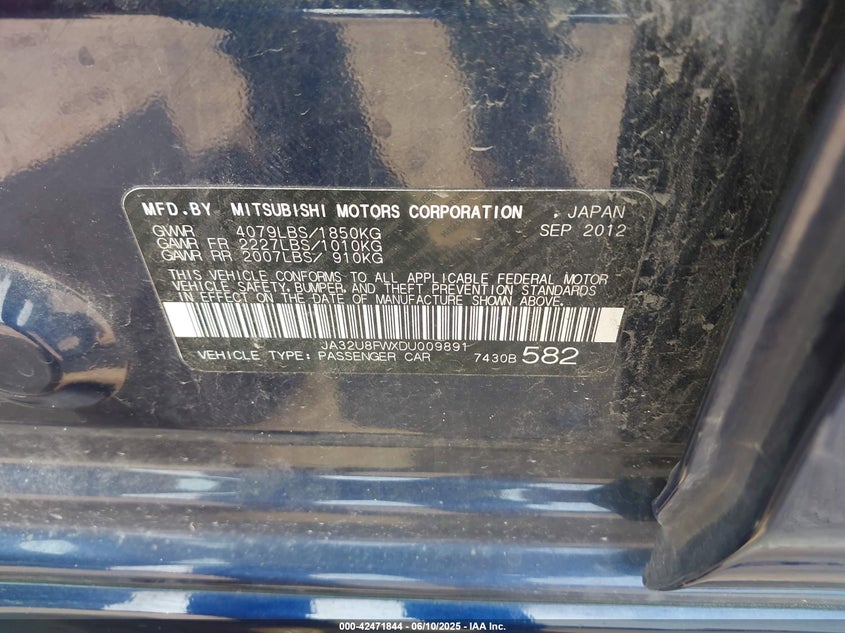 MFD.BY MITSUBISHI MOTORS CORPORATION . JAPAN
GVWR 4079LBS/1850KG SEP 2012
GAWR FR 2227LBS/1010KG
GAWR RR 2007LBS/ 910KG
THIS VEHICLE CONFORMS TO ALL APPLICABLE FEDERAL MOTOR
VEHICLE SAFETY, BUMPER, AND THEFT PREVENTION STANDARDS
IN EFFECT ON THE DATE OF MANUFACTURE SHOWN ABOVE.
JA32U8FWXDU009891
VEHICLE TYPE: PASSENGER CAR 7430B 582
000-42471844 - 06/10/2025 - IAA Inc.